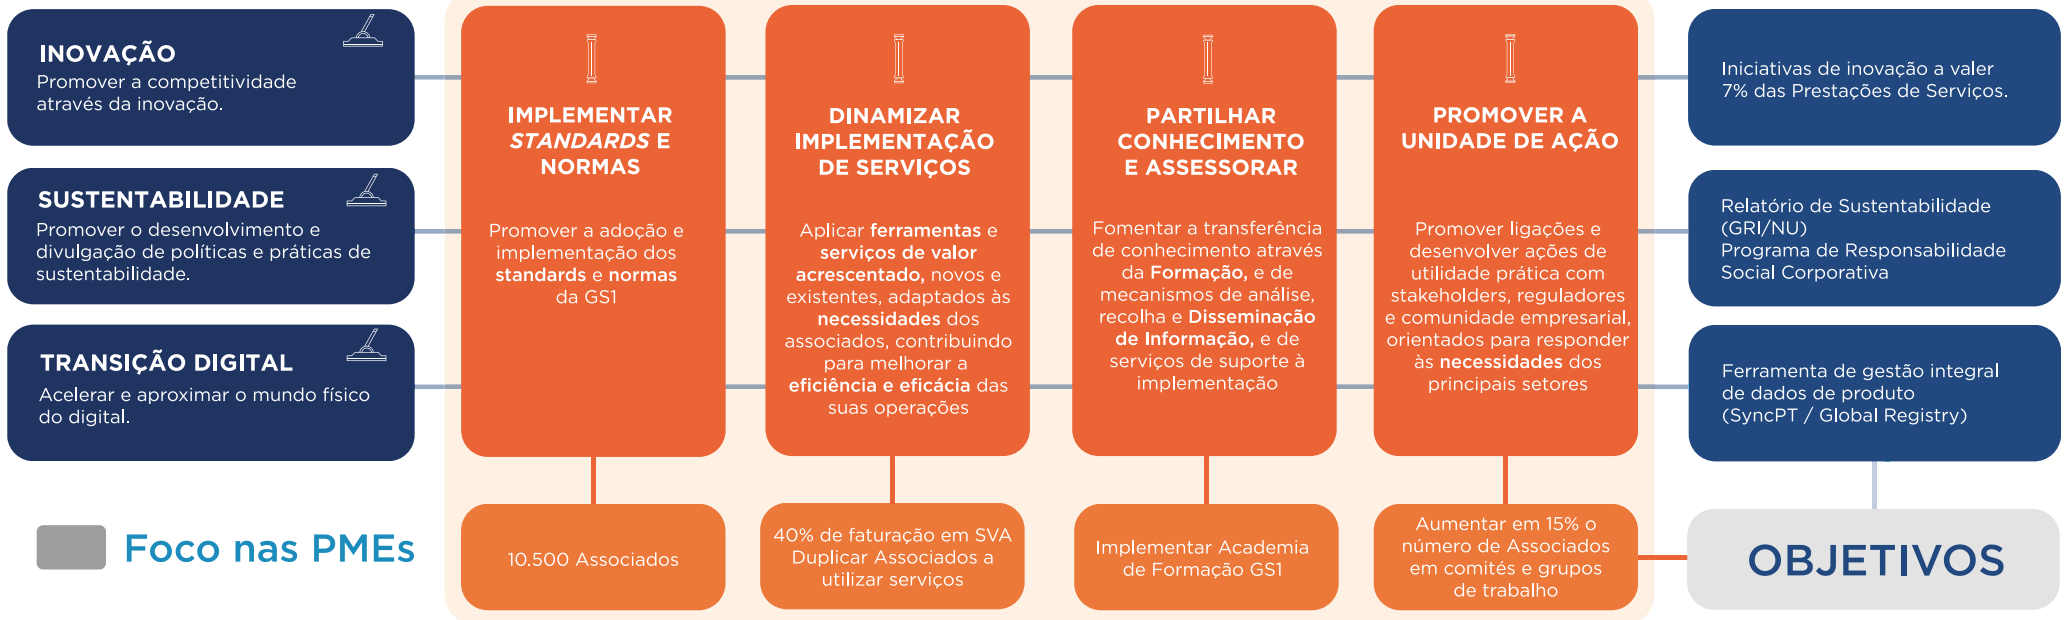 INOVAÇÃO
Promover a competitividade
através da inovação.
SUSTENTABILIDADE
Promover o desenvolvimento e
divulgação de políticas e práticas de
sustentabilidade.
TRANSIÇÃO DIGITAL
Acelerar e aproximar o mundo físico
do digital.
IMPLEMENTAR
STANDARDS E
NORMAS
Promover a adoção e
implementação dos
standards e normas
da GS1
10.500 Associados
DINAMIZAR
IMPLEMENTAÇÃO
DE SERVIÇOS
Aplicar ferramentas e
serviços de valor
acrescentado, novos e
existentes, adaptados às
necessidades dos
associados, contribuindo
para melhorar a
eficiência e eficácia das
suas operações
40% de faturação em SVA
Duplicar Associados a
utilizar serviços
PARTILHAR
CONHECIMENTO
E ASSESSORAR
Fomentar a transferência
de conhecimento através
da Formação, e de
mecanismos de análise,
recolha e Disseminação
de Informação, e de
serviços de suporte à
implementação
Implementar Academia
de Formação GS1
PROMOVER A
UNIDADE DE AÇÃO
Promover ligações e
desenvolver ações de
utilidade prática com
stakeholders, reguladores
e comunidade empresarial,
orientados para responder
às necessidades dos
principais setores
Aumentar em 15% o
número de Associados
em comités e grupos
de trabalho
Iniciativas de inovação a valer
7% das Prestações de Serviços.
Relatório de Sustentabilidade
(GRI/NU)
Programa de Responsabilidade
Social Corporativa
Ferramenta de gestão integral
de dados de produto
(SyncPT / Global Registry)
Foco nas PMEs
OBJETIVOS